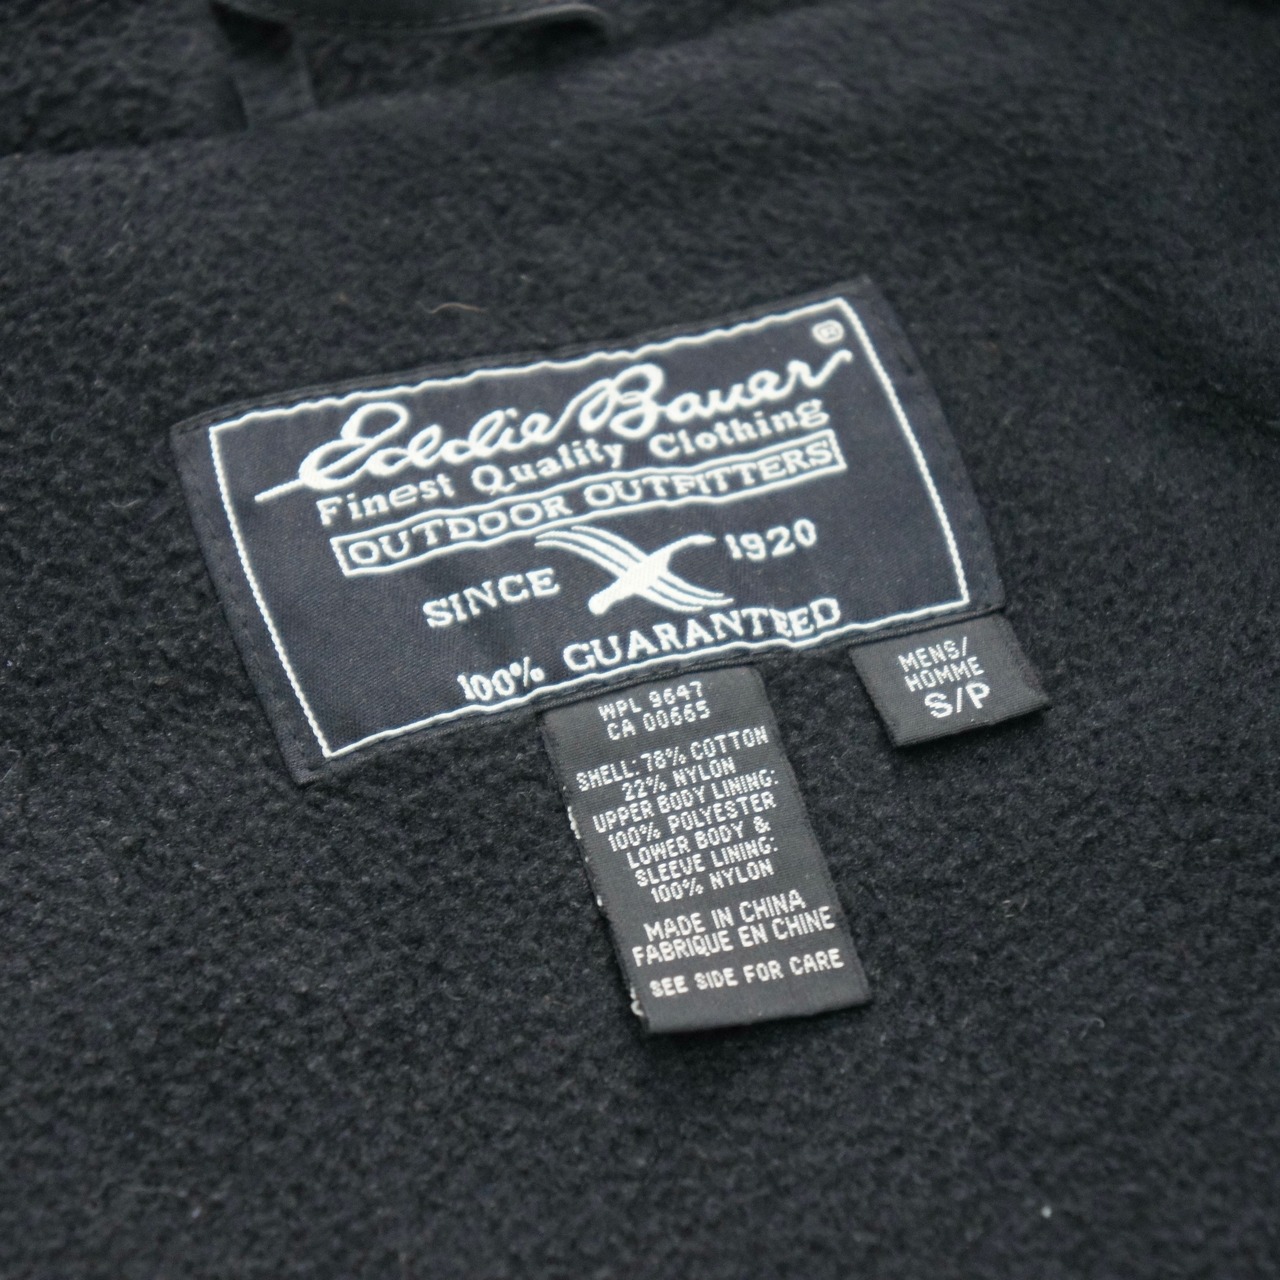 Eddie Bauer®
Finest Quality Clothing
OUTDOOR OUTFITTERS
SINCE 1920
100% GUARANTEED
MENS/
HOMME
S/P
WPL 9647
CA 00665
SHELL: 78% COTTON
22% NYLON
UPPER BODY LINING:
100% POLYESTER
LOWER BODY &
SLEEVE LINING:
100% NYLON
MADE IN CHINA
FABRIQUE EN CHINE
SEE SIDE FOR CARE